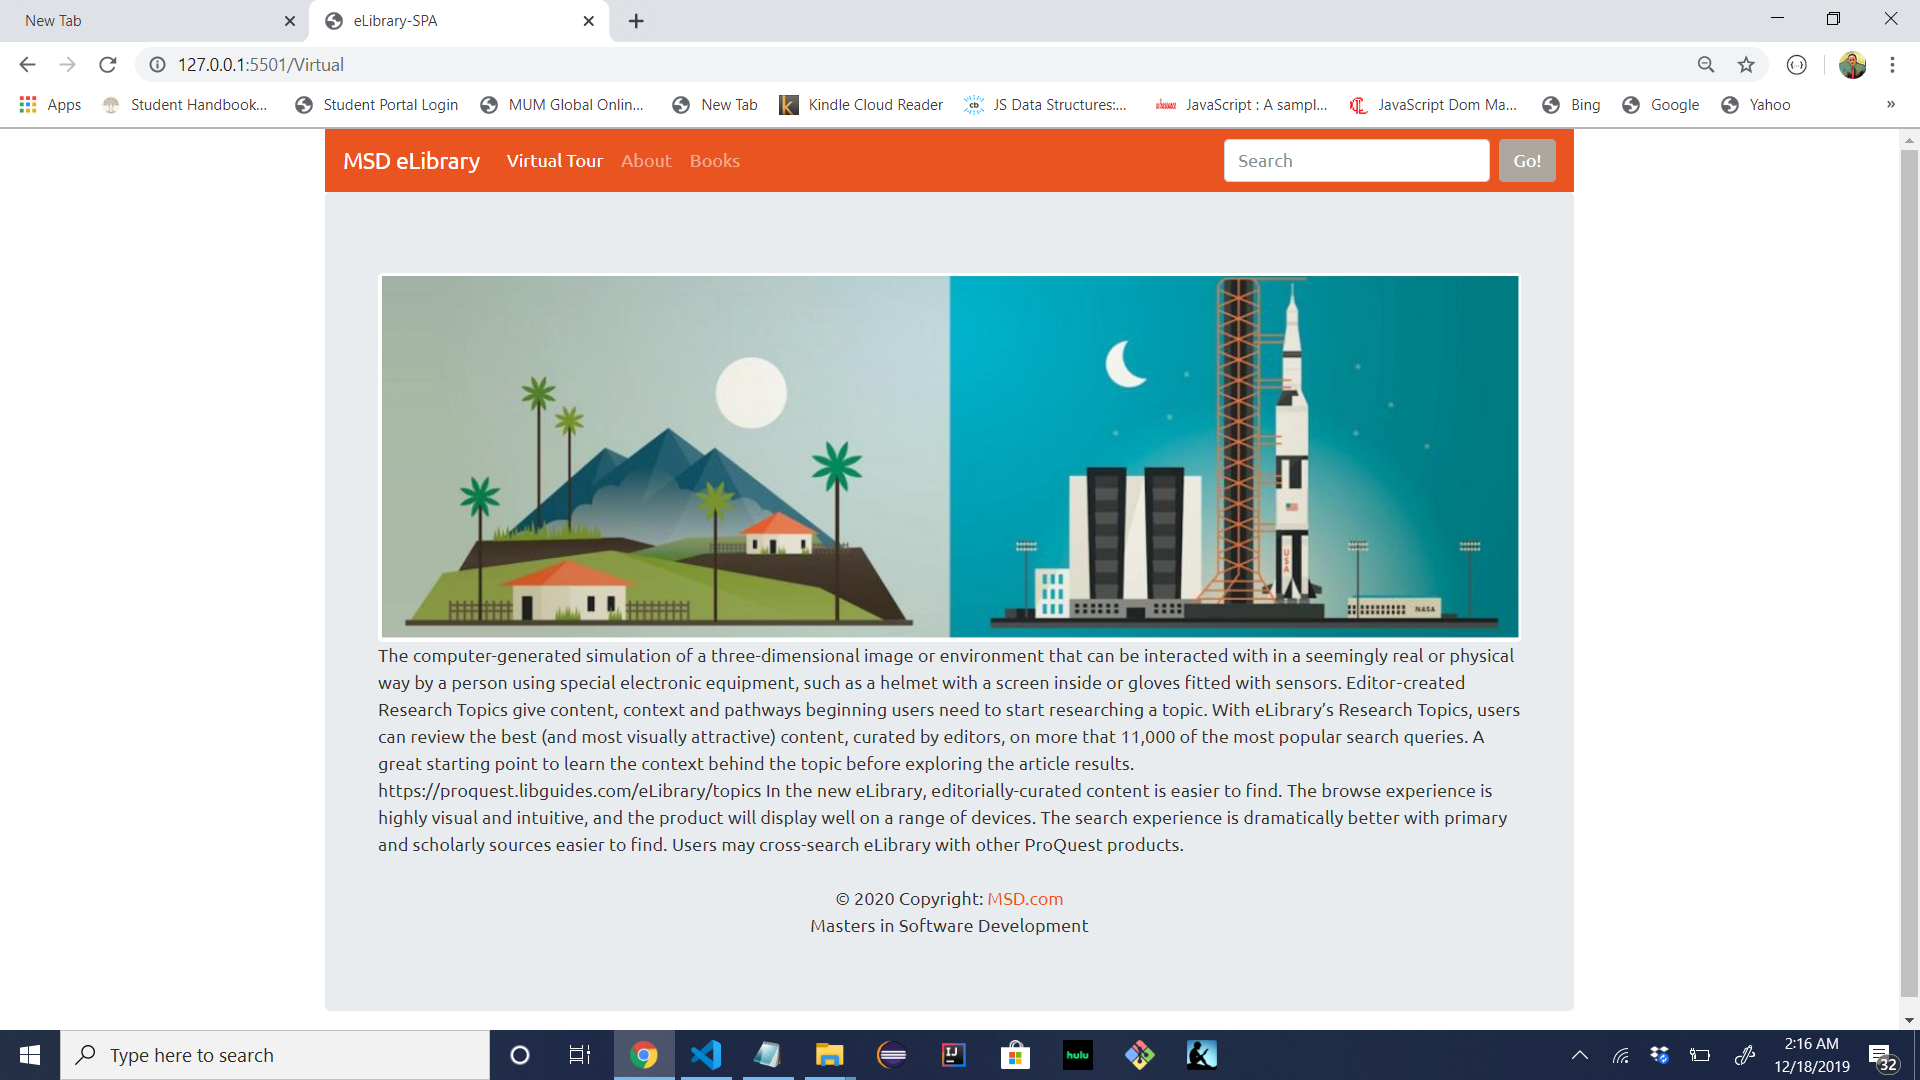 New Tab
eLibrary-SPA
127.0.0.1:5501/Virtual
Apps
Student Handbook...
Student Portal Login
MUM Global Onlin...
New Tab
Kindle Cloud Reader
JS Data Structures:...
JavaScript : A sampl...
JavaScript Dom Ma...
Bing
Google
Yahoo
»
MSD eLibrary
Virtual Tour
About
Books
Search
Go!
USA
NASA
The computer-generated simulation of a three-dimensional image or environment that can be interacted with in a seemingly real or physical
way by a person using special electronic equipment, such as a helmet with a screen inside or gloves fitted with sensors. Editor-created
Research Topics give content, context and pathways beginning users need to start researching a topic. With eLibrary’s Research Topics, users
can review the best (and most visually attractive) content, curated by editors, on more that 11,000 of the most popular search queries. A
great starting point to learn the context behind the topic before exploring the article results.
https://proquest.libguides.com/eLibrary/topics In the new eLibrary, editorially-curated content is easier to find. The browse experience is
highly visual and intuitive, and the product will display well on a range of devices. The search experience is dramatically better with primary
and scholarly sources easier to find. Users may cross-search eLibrary with other ProQuest products.
© 2020 Copyright: MSD.com
Masters in Software Development
Type here to search
hulu
2:16 AM
12/18/2019
32